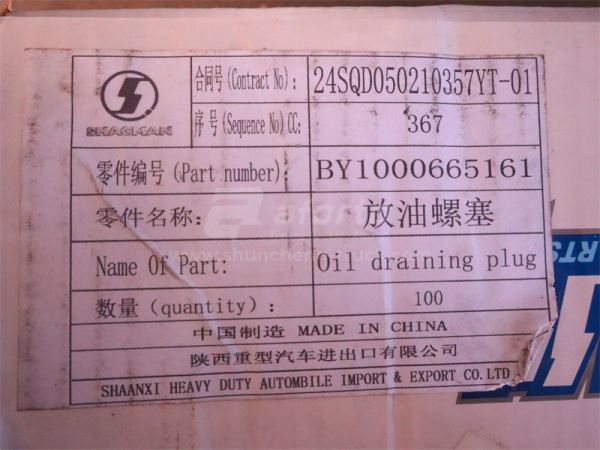 SHACMAN
合同号(Contract No): 24SQD050210357YT-01
序号(Sequence No)CC: 367
零件编号(Part number): BY1000665161
零件名称: 放油螺塞
Name Of Part: Oil draining plug
数量(quantity): 100
中国制造 MADE IN CHINA
陕西重型汽车进出口有限公司
SHAANXI HEAVY DUTY AUTOMBILE IMPORT & EXPORT CO.LTD